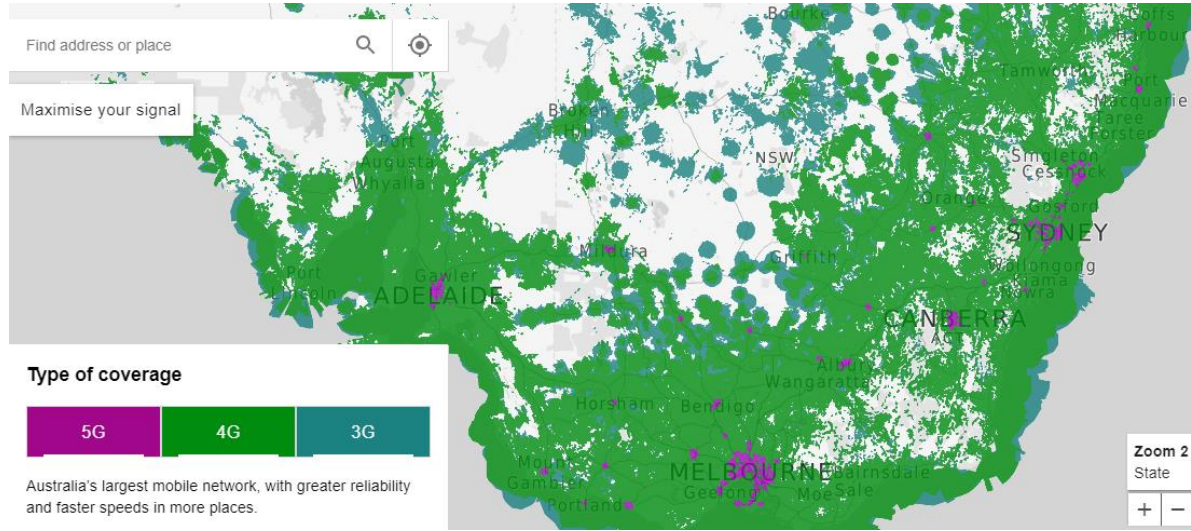 Find address or place
Maximise your signal
Bourke
Coffs
Harbour
Tamworth
Port
Macquarie
Taree
Forster
Broken
Hill
NSW
Port
Augusta
Whyalla
Singleton
Cessnock
Orange
Gosford
SYDNEY
Mildura
Griffith
Wollongong
Kiama
Nowra
Port
Lincoln
Gawler
ADELAIDE
CANBERRA
ACT
Albury
Wangaratta
Horsham
Bendigo
Mount
Gambier
MELBOURNE
Bairnsdale
Geelong
Moe
Sale
Portland
Type of coverage
5G
4G
3G
Australia's largest mobile network, with greater reliability
and faster speeds in more places.
Zoom 2
State
+ −